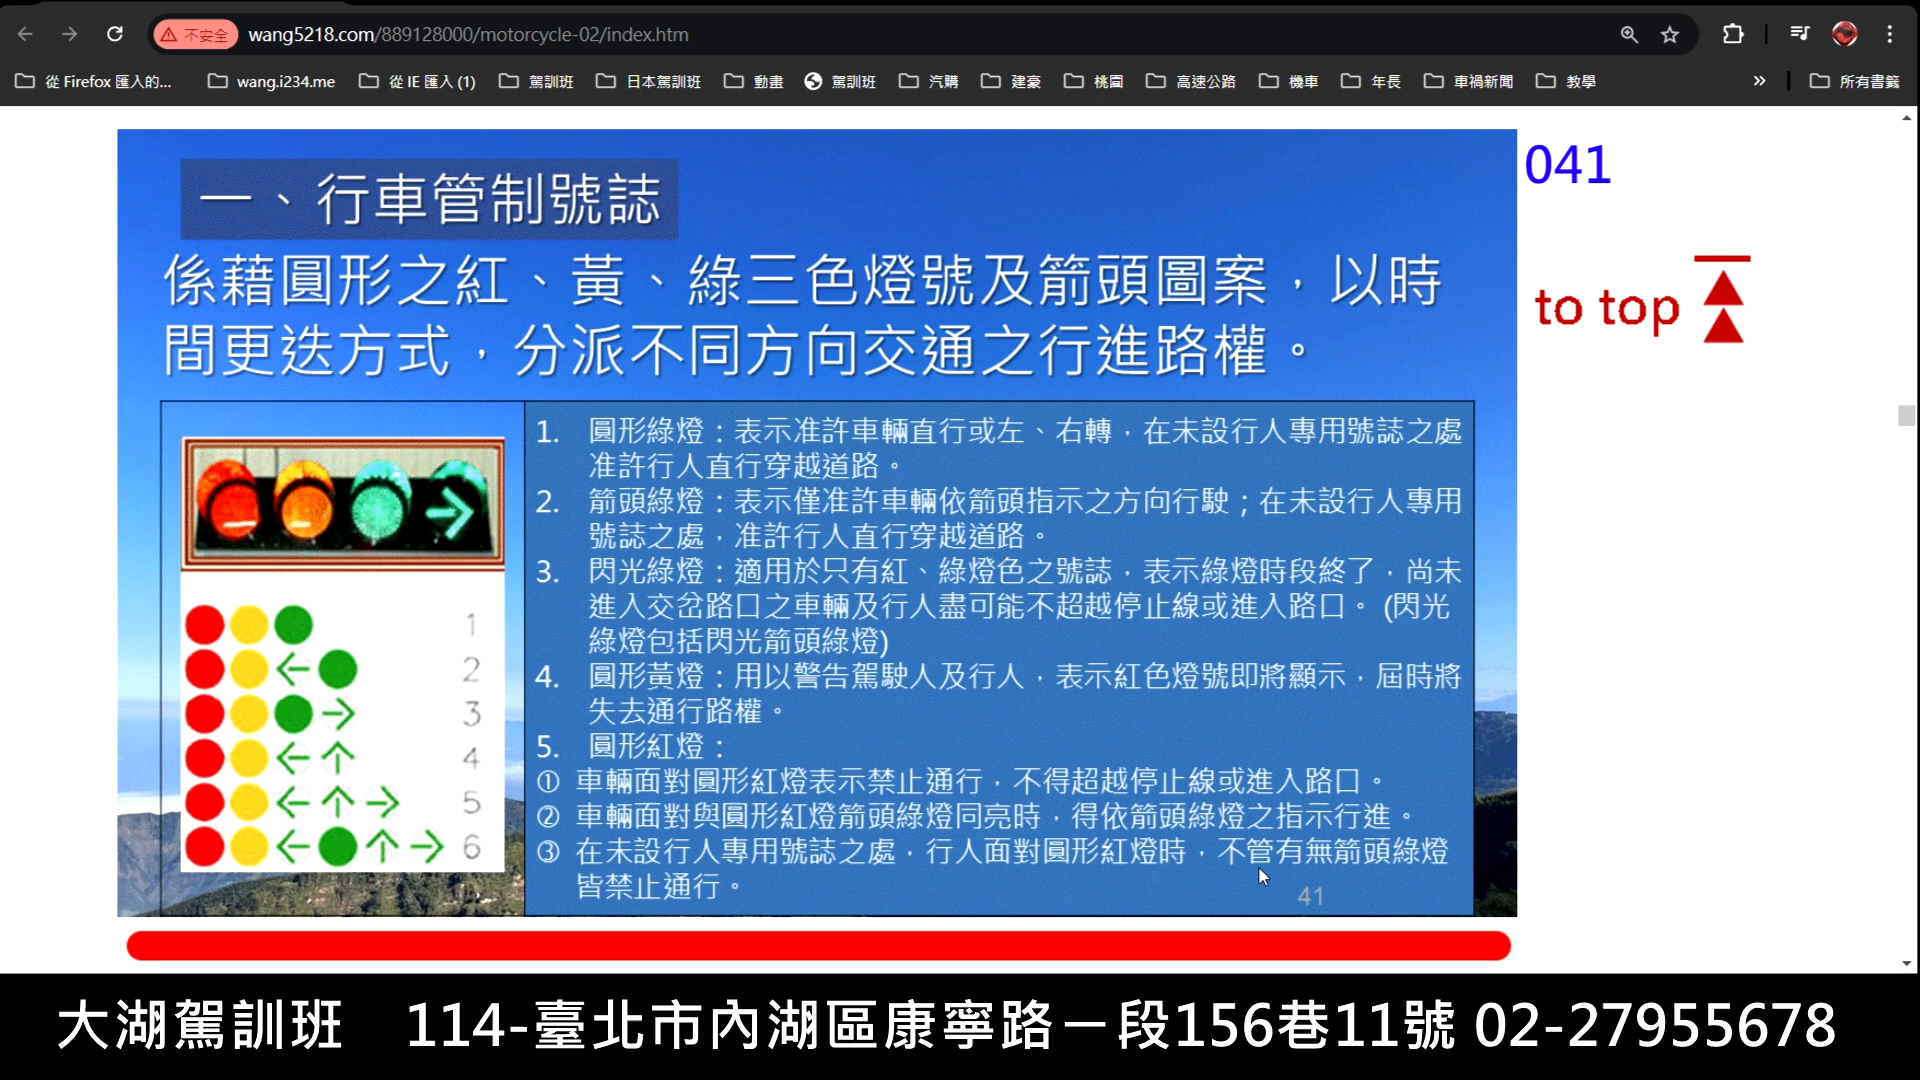 不安全 wang5218.com/889128000/motorcycle-02/index.htm
從 Firefox 匯入的... wang.i234.me 從 IE 匯入 (1) 駕訓班 日本駕訓班 動畫 駕訓班 汽購 建豪 桃園 高速公路 機車 年長 車禍新聞 教學 » 所有書籤
041
to top
一、行車管制號誌
係藉圓形之紅、黃、綠三色燈號及箭頭圖案，以時
間更迭方式，分派不同方向交通之行進路權。
1
2
3
4
5
6
1. 圓形綠燈：表示准許車輛直行或左、右轉，在未設行人專用號誌之處
准許行人直行穿越道路。
2. 箭頭綠燈：表示僅准許車輛依箭頭指示之方向行駛；在未設行人專用
號誌之處，准許行人直行穿越道路。
3. 閃光綠燈：適用於只有紅、綠燈色之號誌，表示綠燈時段終了，尚未
進入交岔路口之車輛及行人盡可能不超越停止線或進入路口。 (閃光
綠燈包括閃光箭頭綠燈)
4. 圓形黃燈：用以警告駕駛人及行人，表示紅色燈號即將顯示，屆時將
失去通行路權。
5. 圓形紅燈：
① 車輛面對圓形紅燈表示禁止通行，不得超越停止線或進入路口。
② 車輛面對與圓形紅燈箭頭綠燈同亮時，得依箭頭綠燈之指示行進。
③ 在未設行人專用號誌之處，行人面對圓形紅燈時，不管有無箭頭綠燈
皆禁止通行。
41
大湖駕訓班 114-臺北市內湖區康寧路一段156巷11號 02-27955678